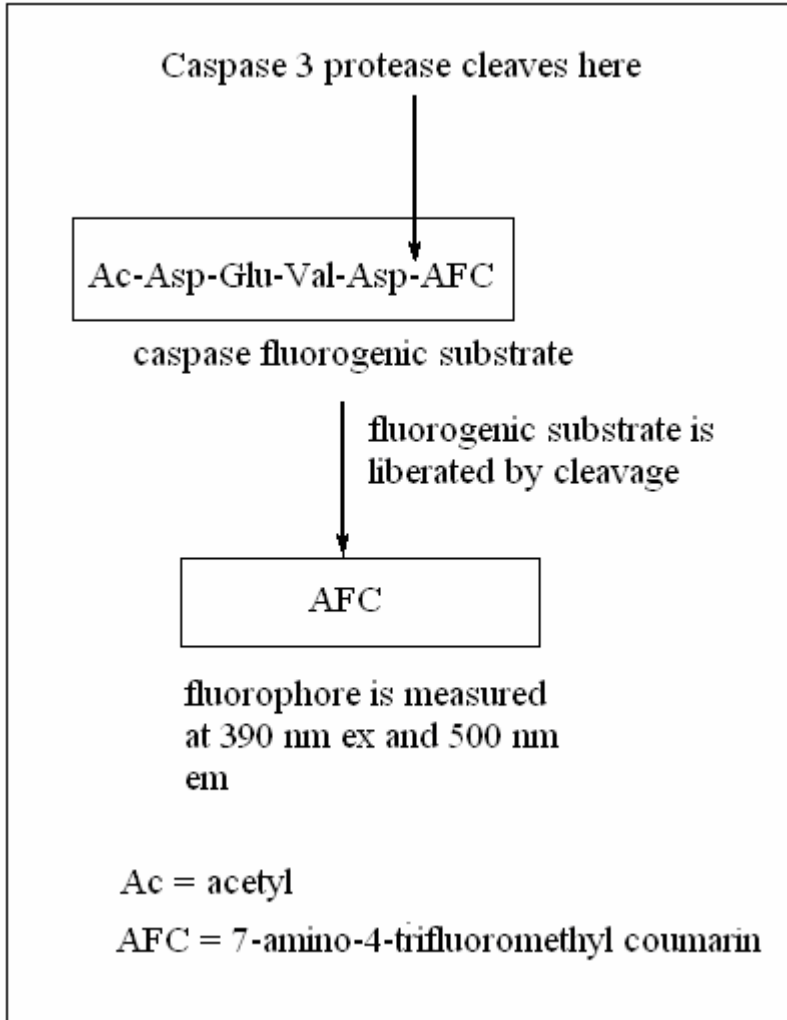 Caspase 3 protease cleaves here
Ac-Asp-Glu-Val-Asp-AFC
caspase fluorogenic substrate
fluorogenic substrate is
liberated by cleavage
AFC
fluorophore is measured
at 390 nm ex and 500 nm
em
Ac = acetyl
AFC = 7-amino-4-trifluoromethyl coumarin